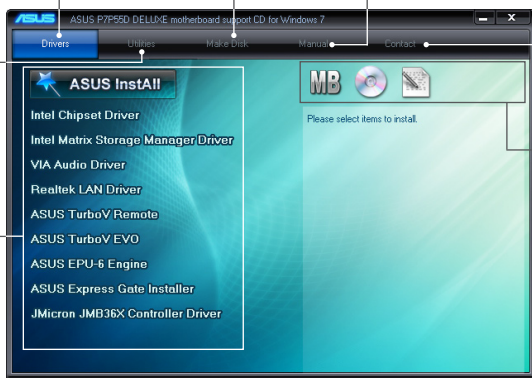 ASUS ASUS P7P55D DELUXE motherboard support CD for Windows 7
Drivers Utilities Make Disk Manual Contact
ASUS InstAll
Intel Chipset Driver
Intel Matrix Storage Manager Driver
VIA Audio Driver
Realtek LAN Driver
ASUS TurboV Remote
ASUS TurboV EVO
ASUS EPU-6 Engine
ASUS Express Gate Installer
JMicron JMB36X Controller Driver
MB
Please select items to install.